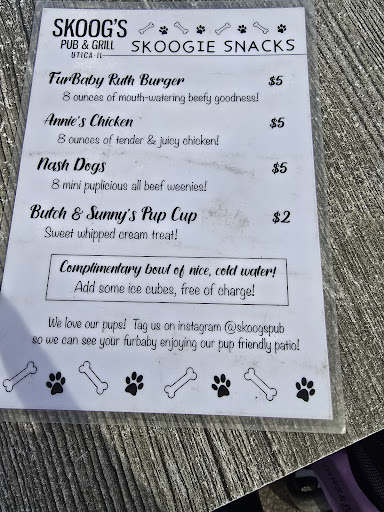 SKOOG'S
PUB & GRILL
UTICA IL
SKOOGIE SNACKS
FurBaby Ruth Burger $5
8 ounces of mouth-watering beefy goodness!
Annie's Chicken $5
8 ounces of tender & juicy chicken!
Nash Dogs $5
8 mini puplicious all beef weenies!
Butch & Sunny's Pup Cup $2
Sweet whipped cream treat!
Complimentary bowl of nice, cold water!
Add some ice cubes, free of charge!
We love our pups! Tag us on instagram @skoogspub
so we can see your furbaby enjoying our pup friendly patio!